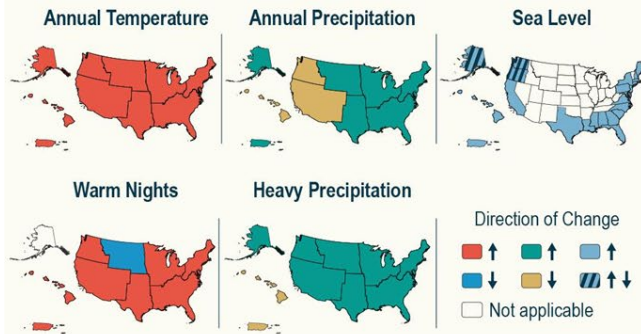 Annual Temperature
Annual Precipitation
Sea Level
Warm Nights
Heavy Precipitation
Direction of Change
↑ ↑ ↑
↓ ↓ ↑↓
Not applicable